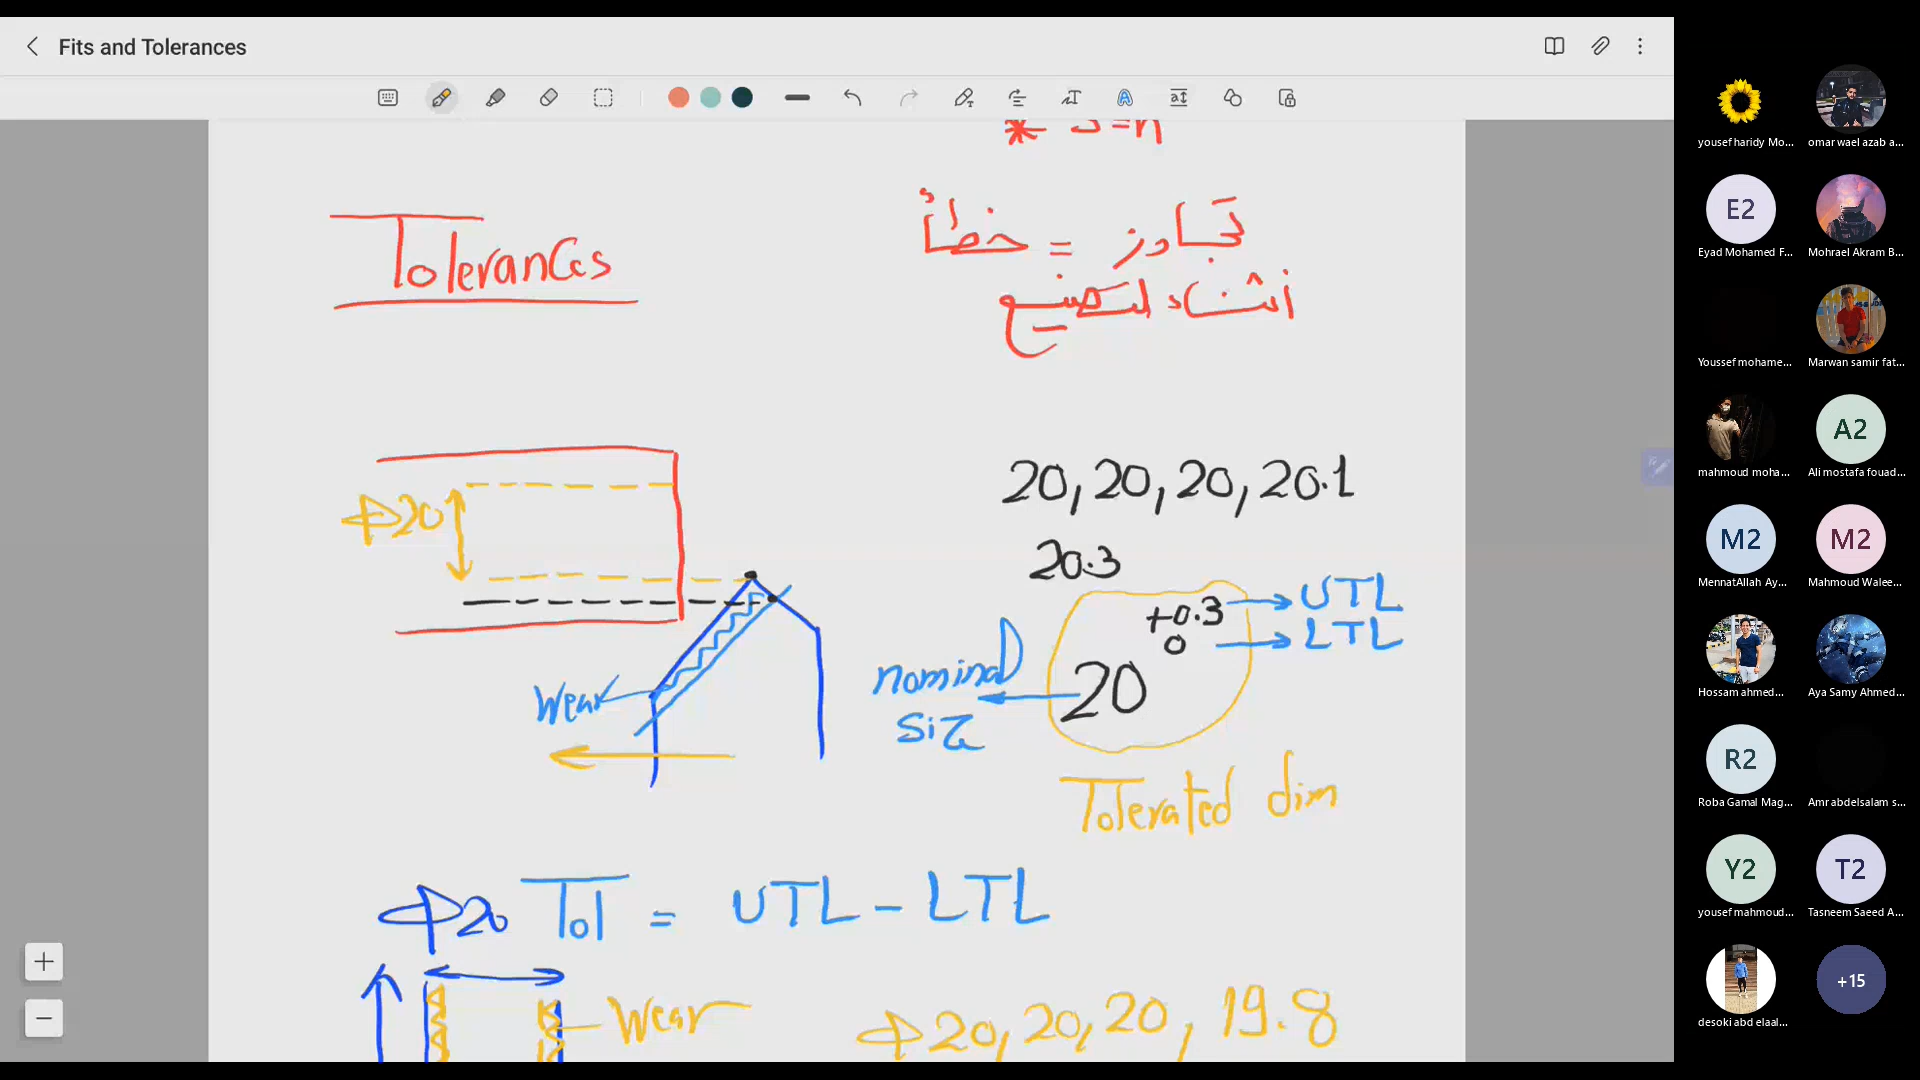 Fits and Tolerances
* S=H
Tolerances
تجاوز = خطأ
أثناء التصنيع
Φ20
20, 20, 20, 20.1
20.3
+0.3 → UTL
0 → LTL
20
nominal
size
Wear
Tolerated dim
Φ20 Tol = UTL - LTL
Wear
Φ20, 20, 20, 19.8
yousef haridy Mo...
omar wael azab a...
E2
Eyad Mohamed F...
Mohrael Akram B...
Youssef mohame...
Marwan samir fat...
mahmoud moha...
A2
Ali mostafa fouad...
M2
MennatAllah Ay...
M2
Mahmoud Walee...
Hossam ahmed...
Aya Samy Ahmed...
R2
Roba Gamal Mag...
Amr abdelsalam s...
Y2
yousef mahmoud...
T2
Tasneem Saeed A...
desoki abd elaal...
+15